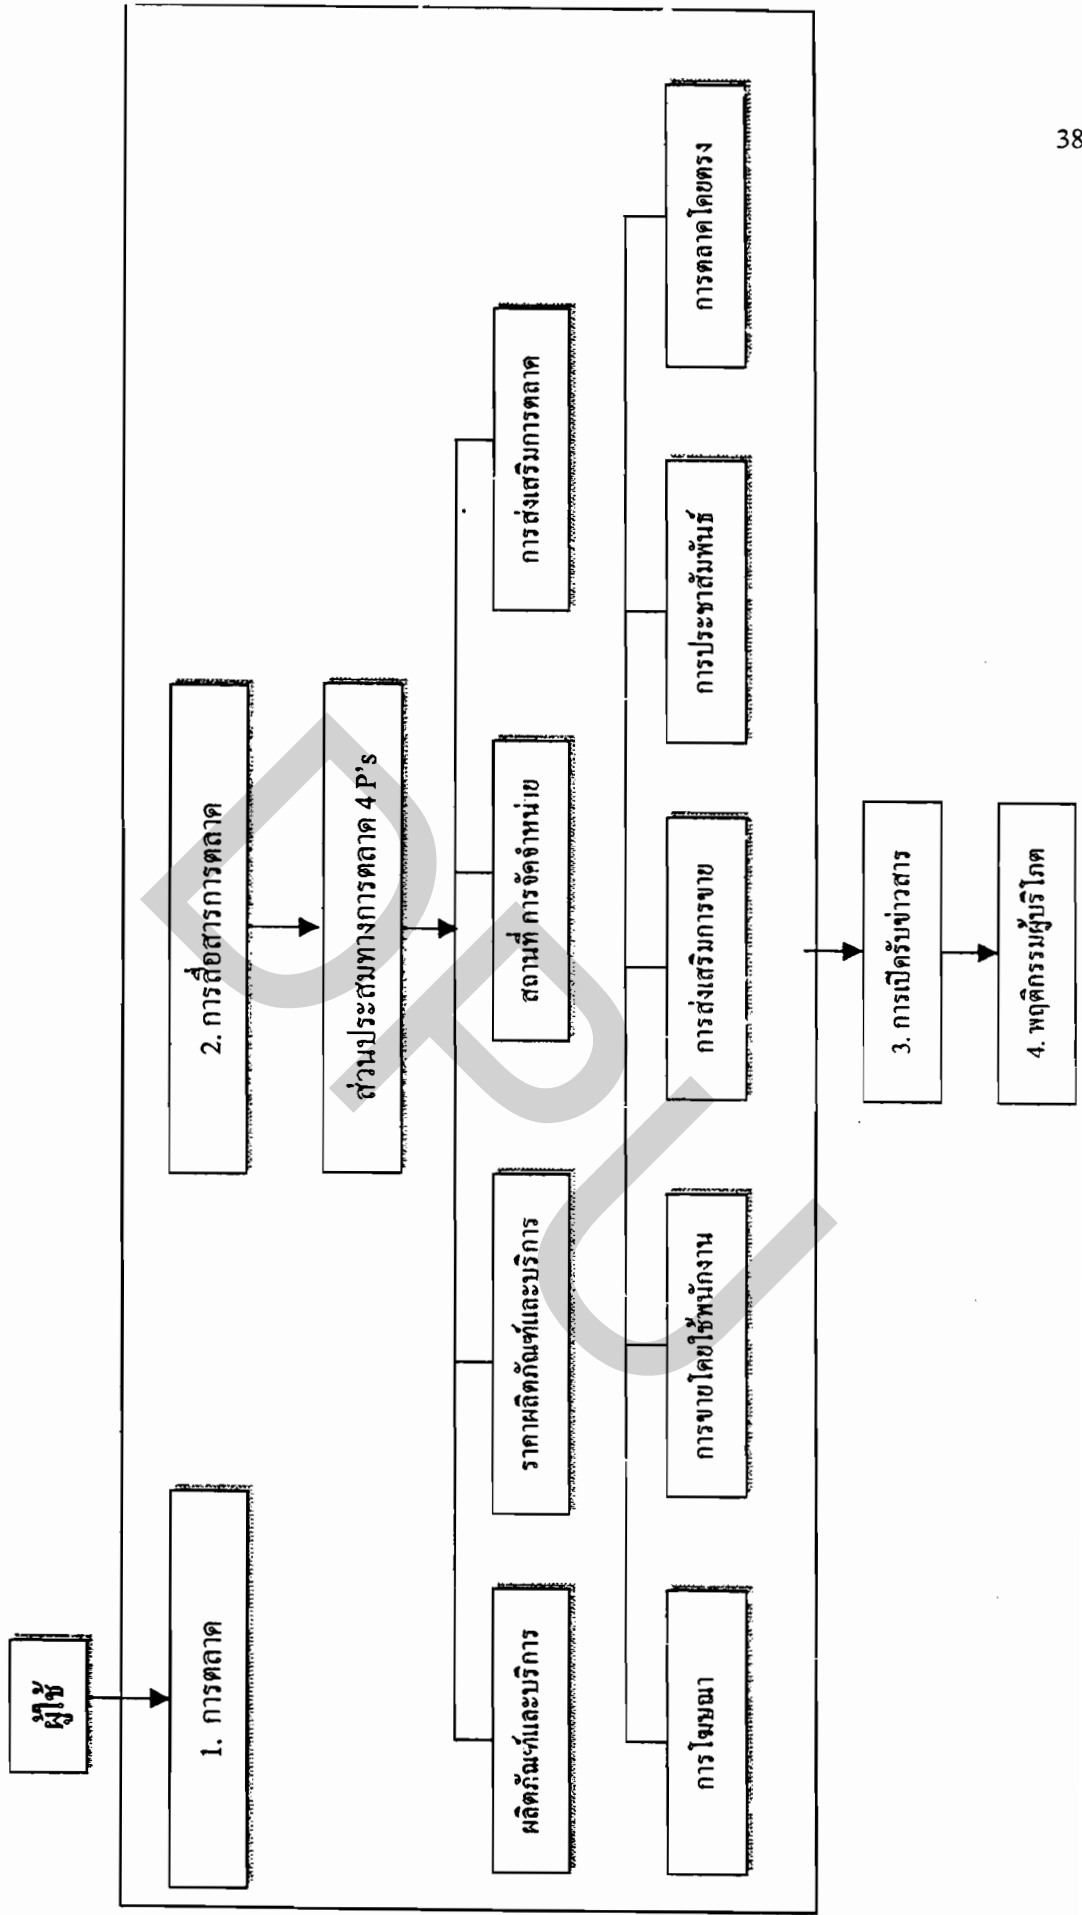 38
ผู้ใช้
1. การตลาด
2. การสื่อสารการตลาด
ส่วนประสมทางการตลาด 4 P's
ผลิตภัณฑ์และบริการ
ราคาผลิตภัณฑ์และบริการ
สถานที่ การจัดจำหน่าย
การส่งเสริมการตลาด
การโฆษณา
การขายโดยใช้พนักงาน
การส่งเสริมการขาย
การประชาสัมพันธ์
การตลาดโดยตรง
3. การเปิดรับข่าวสาร
4. พฤติกรรมผู้บริโภค
DPU